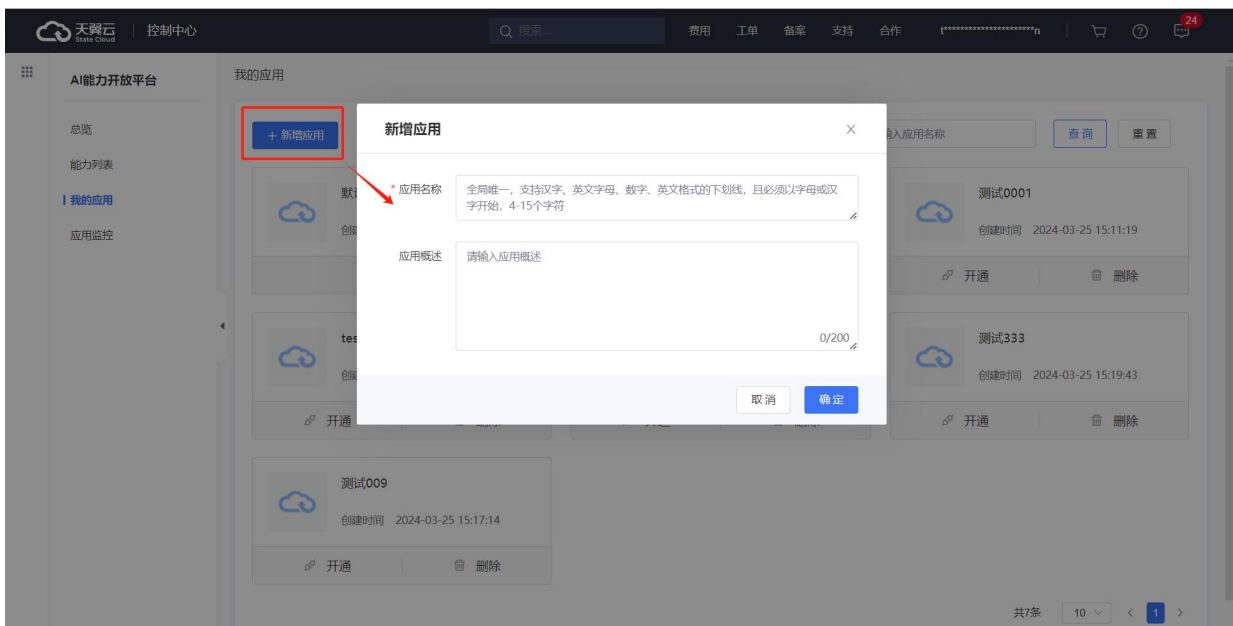 天翼云
State Cloud
控制中心
搜索...
费用 工单 备案 支持 合作 t***********************n
24
AI能力开放平台
总览
能力列表
我的应用
应用监控
我的应用
+ 新增应用
新增应用
输入应用名称
查询
重置
* 应用名称
全局唯一，支持汉字、英文字母、数字、英文格式的下划线，且必须以字母或汉
字开始，4-15个字符
应用概述
请输入应用概述
0/200
取消
确定
测试0001
创建时间 2024-03-25 15:11:19
开通
删除
tes
测试333
创建时间 2024-03-25 15:19:43
开通
开通
删除
测试009
创建时间 2024-03-25 15:17:14
开通
删除
共7条
10
1